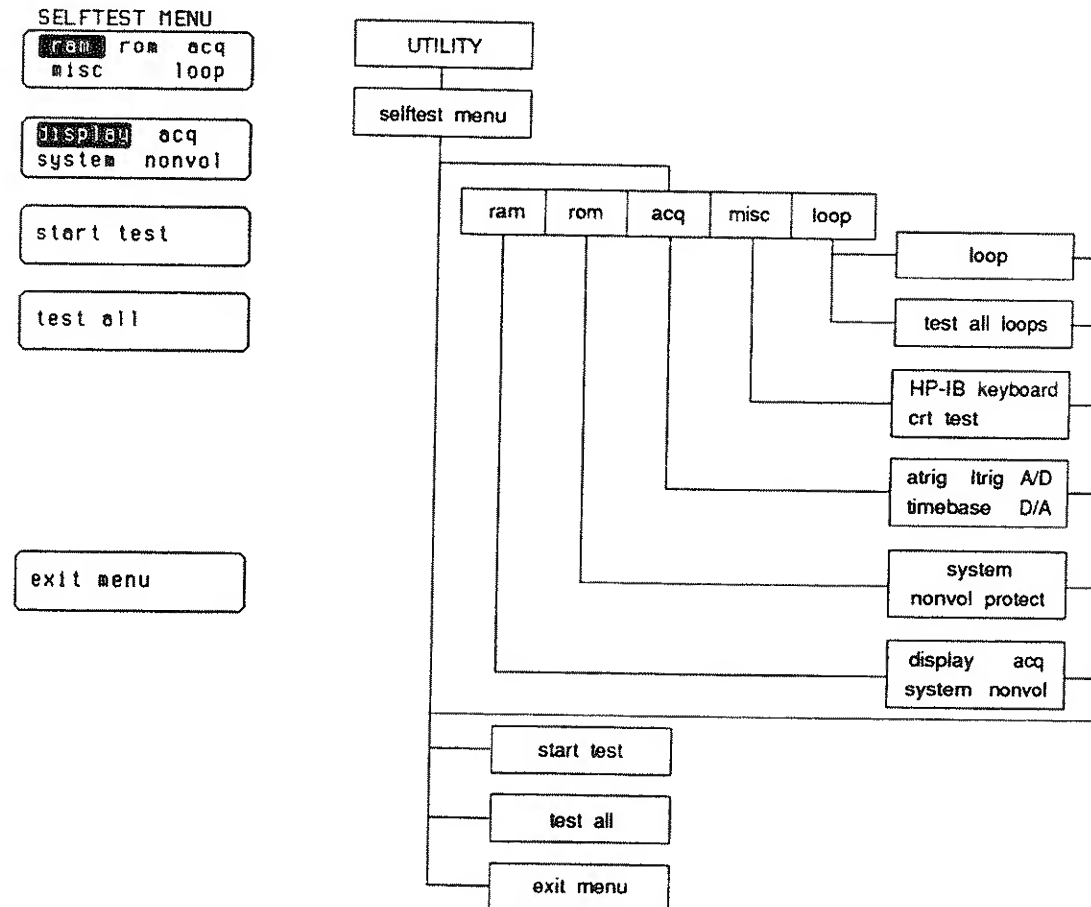 SELFTEST MENU
ram rom acq
misc loop
display acq
system nonvol
start test
test all
exit menu
UTILITY
selftest menu
ram rom acq misc loop
loop
test all loops
HP-IB keyboard
crt test
atrig ltrig A/D
timebase D/A
system
nonvol protect
display acq
system nonvol
start test
test all
exit menu